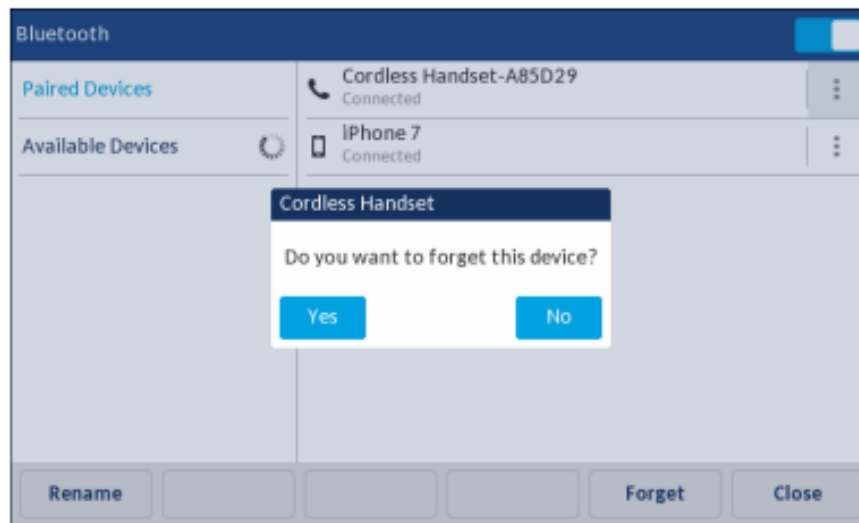 Bluetooth
Paired Devices
Cordless Handset-A85D29
Connected
Available Devices
iPhone 7
Connected
Cordless Handset
Do you want to forget this device?
Yes
No
Rename
Forget
Close